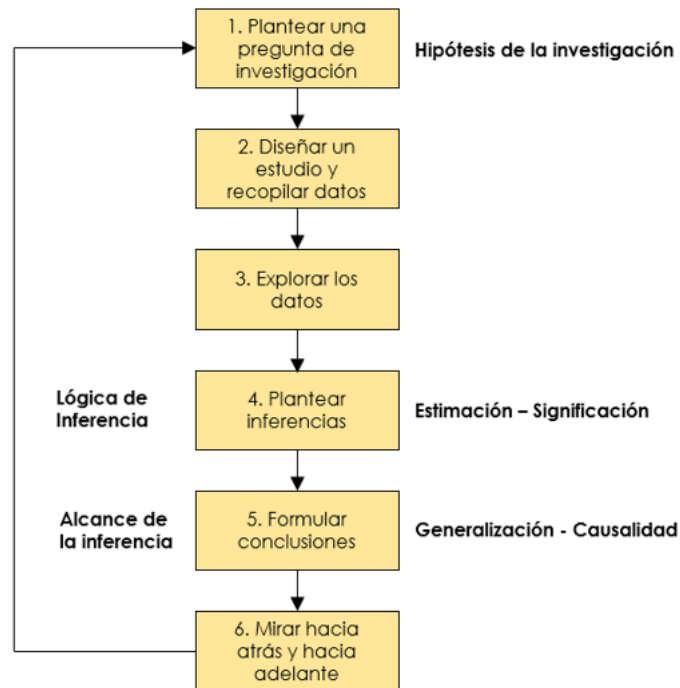 1. Plantear una
pregunta de
investigación
Hipótesis de la investigación
2. Diseñar un
estudio y
recopilar datos
3. Explorar los
datos
Lógica de
Inferencia
4. Plantear
inferencias
Estimación – Significación
Alcance de
la inferencia
5. Formular
conclusiones
Generalización - Causalidad
6. Mirar hacia
atrás y hacia
adelante